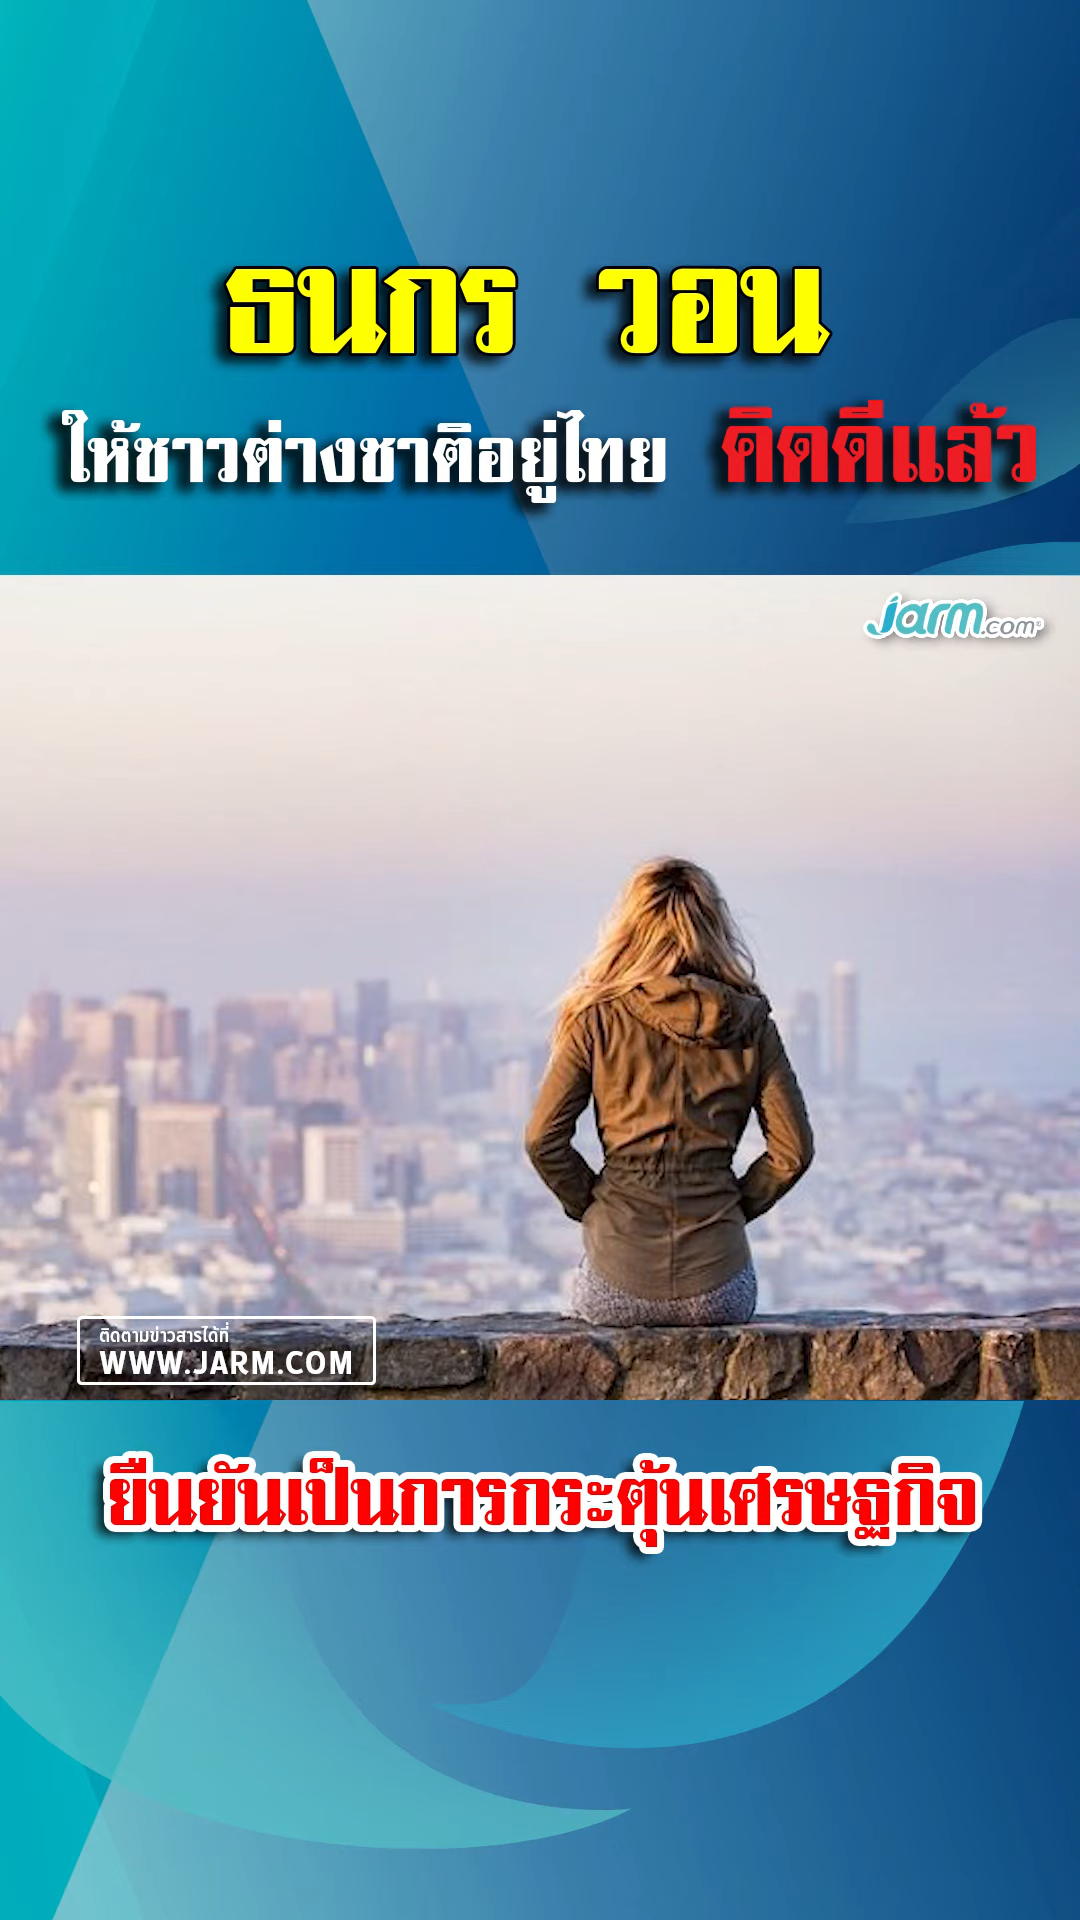 ธนกร วอน
ให้ชาวต่างชาติอยู่ไทย คิดดีแล้ว
jarm.com
ติดตามข่าวสารได้ที่
WWW.JARM.COM
ยืนยันเป็นการกระตุ้นเศรษฐกิจ